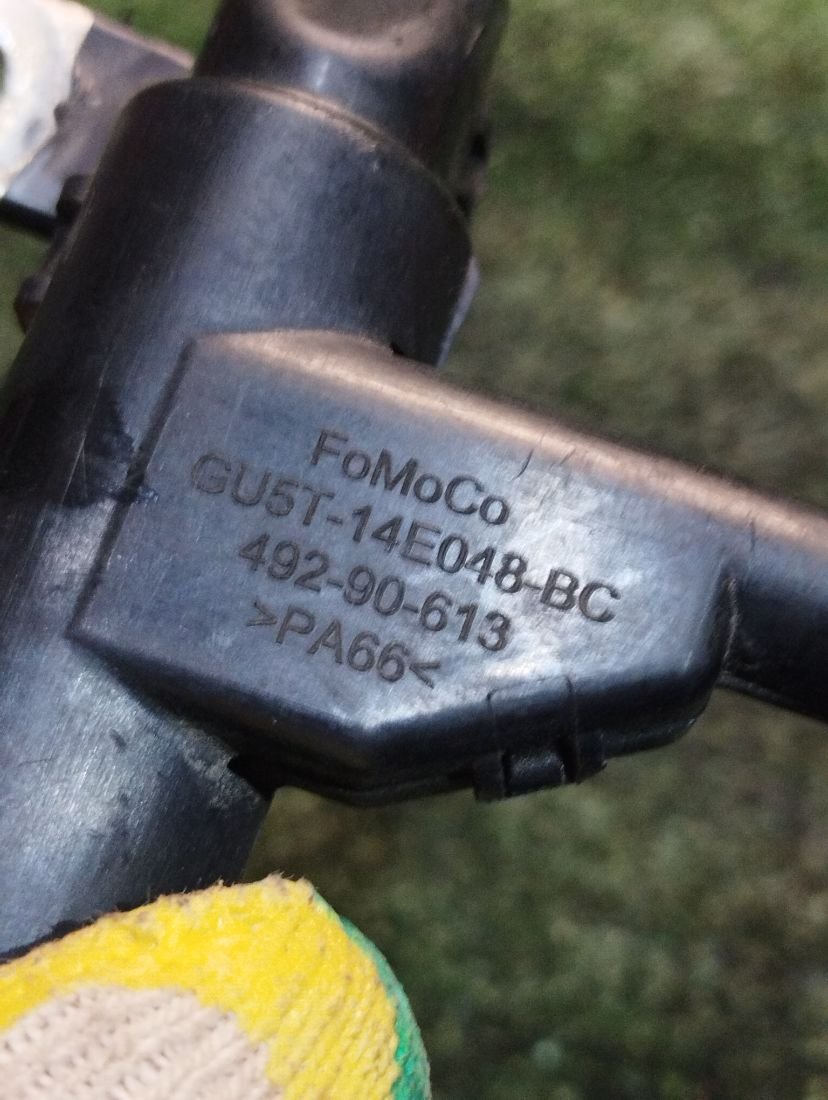 FoMoCo
GU5T-14E048-BC
492-90-613
>PA66<